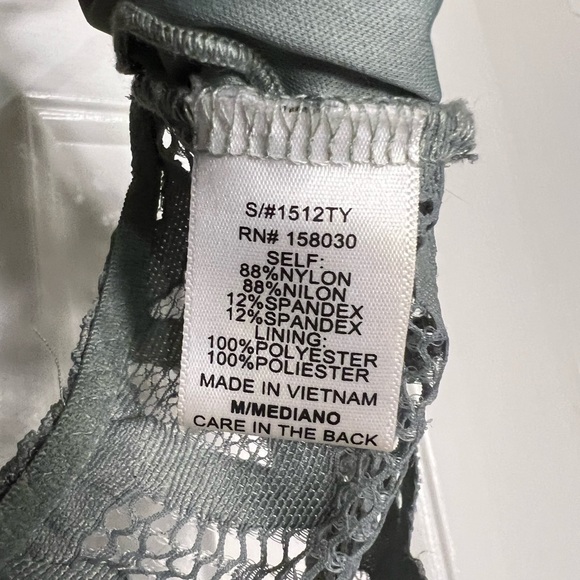 S/#1512TY
RN# 158030
SELF:
88%NYLON
88%NILON
12%SPANDEX
12%SPANDEX
LINING:
100%POLYESTER
100%POLIESTER
MADE IN VIETNAM
M/MEDIANO
CARE IN THE BACK